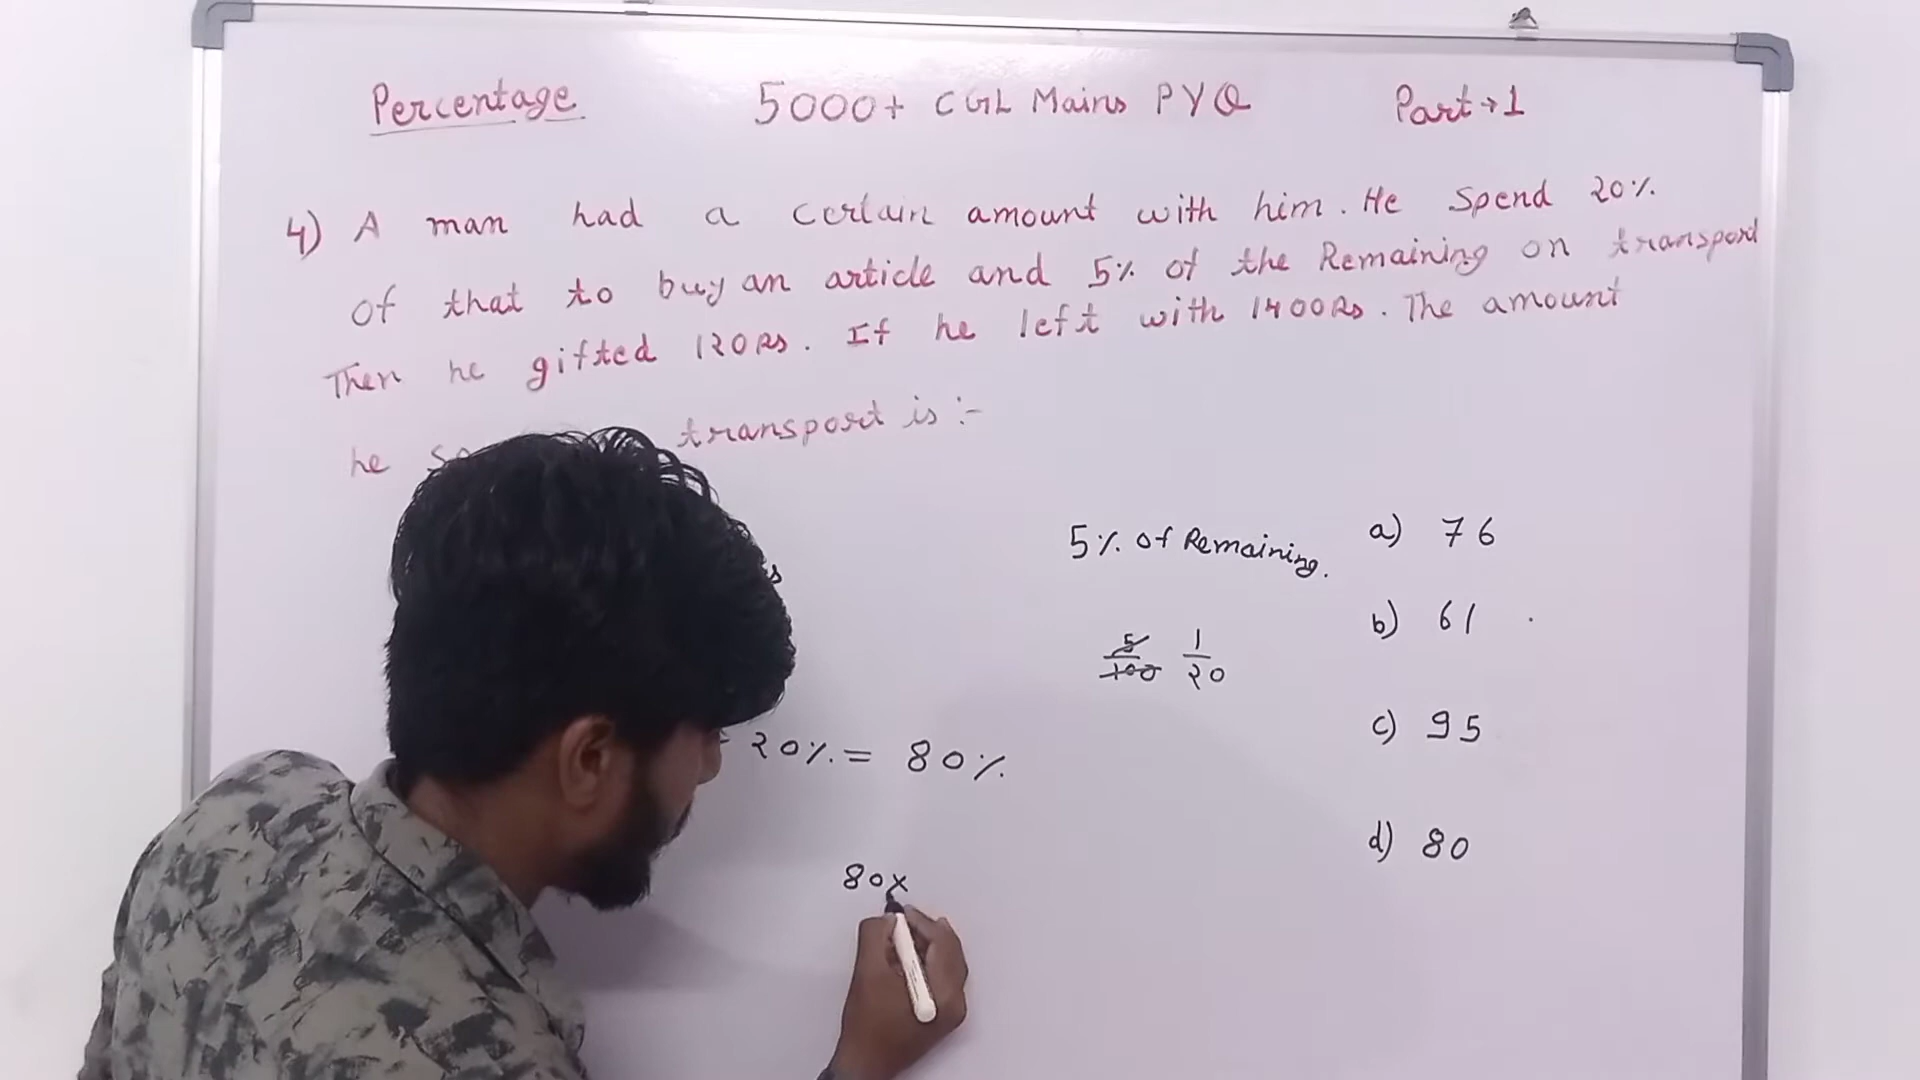 Percentage 5000+ CGL Mains PYQ Part→1
4) A man had a certain amount with him. He Spend 20%
of that to buy an article and 5% of the Remaining on transport
Then he gifted 120Rs. If he left with 1400Rs. The amount
he transport is :-
5% of Remaining.
5/100 1/20
20% = 80%
80×
a) 76
b) 61
c) 95
d) 80